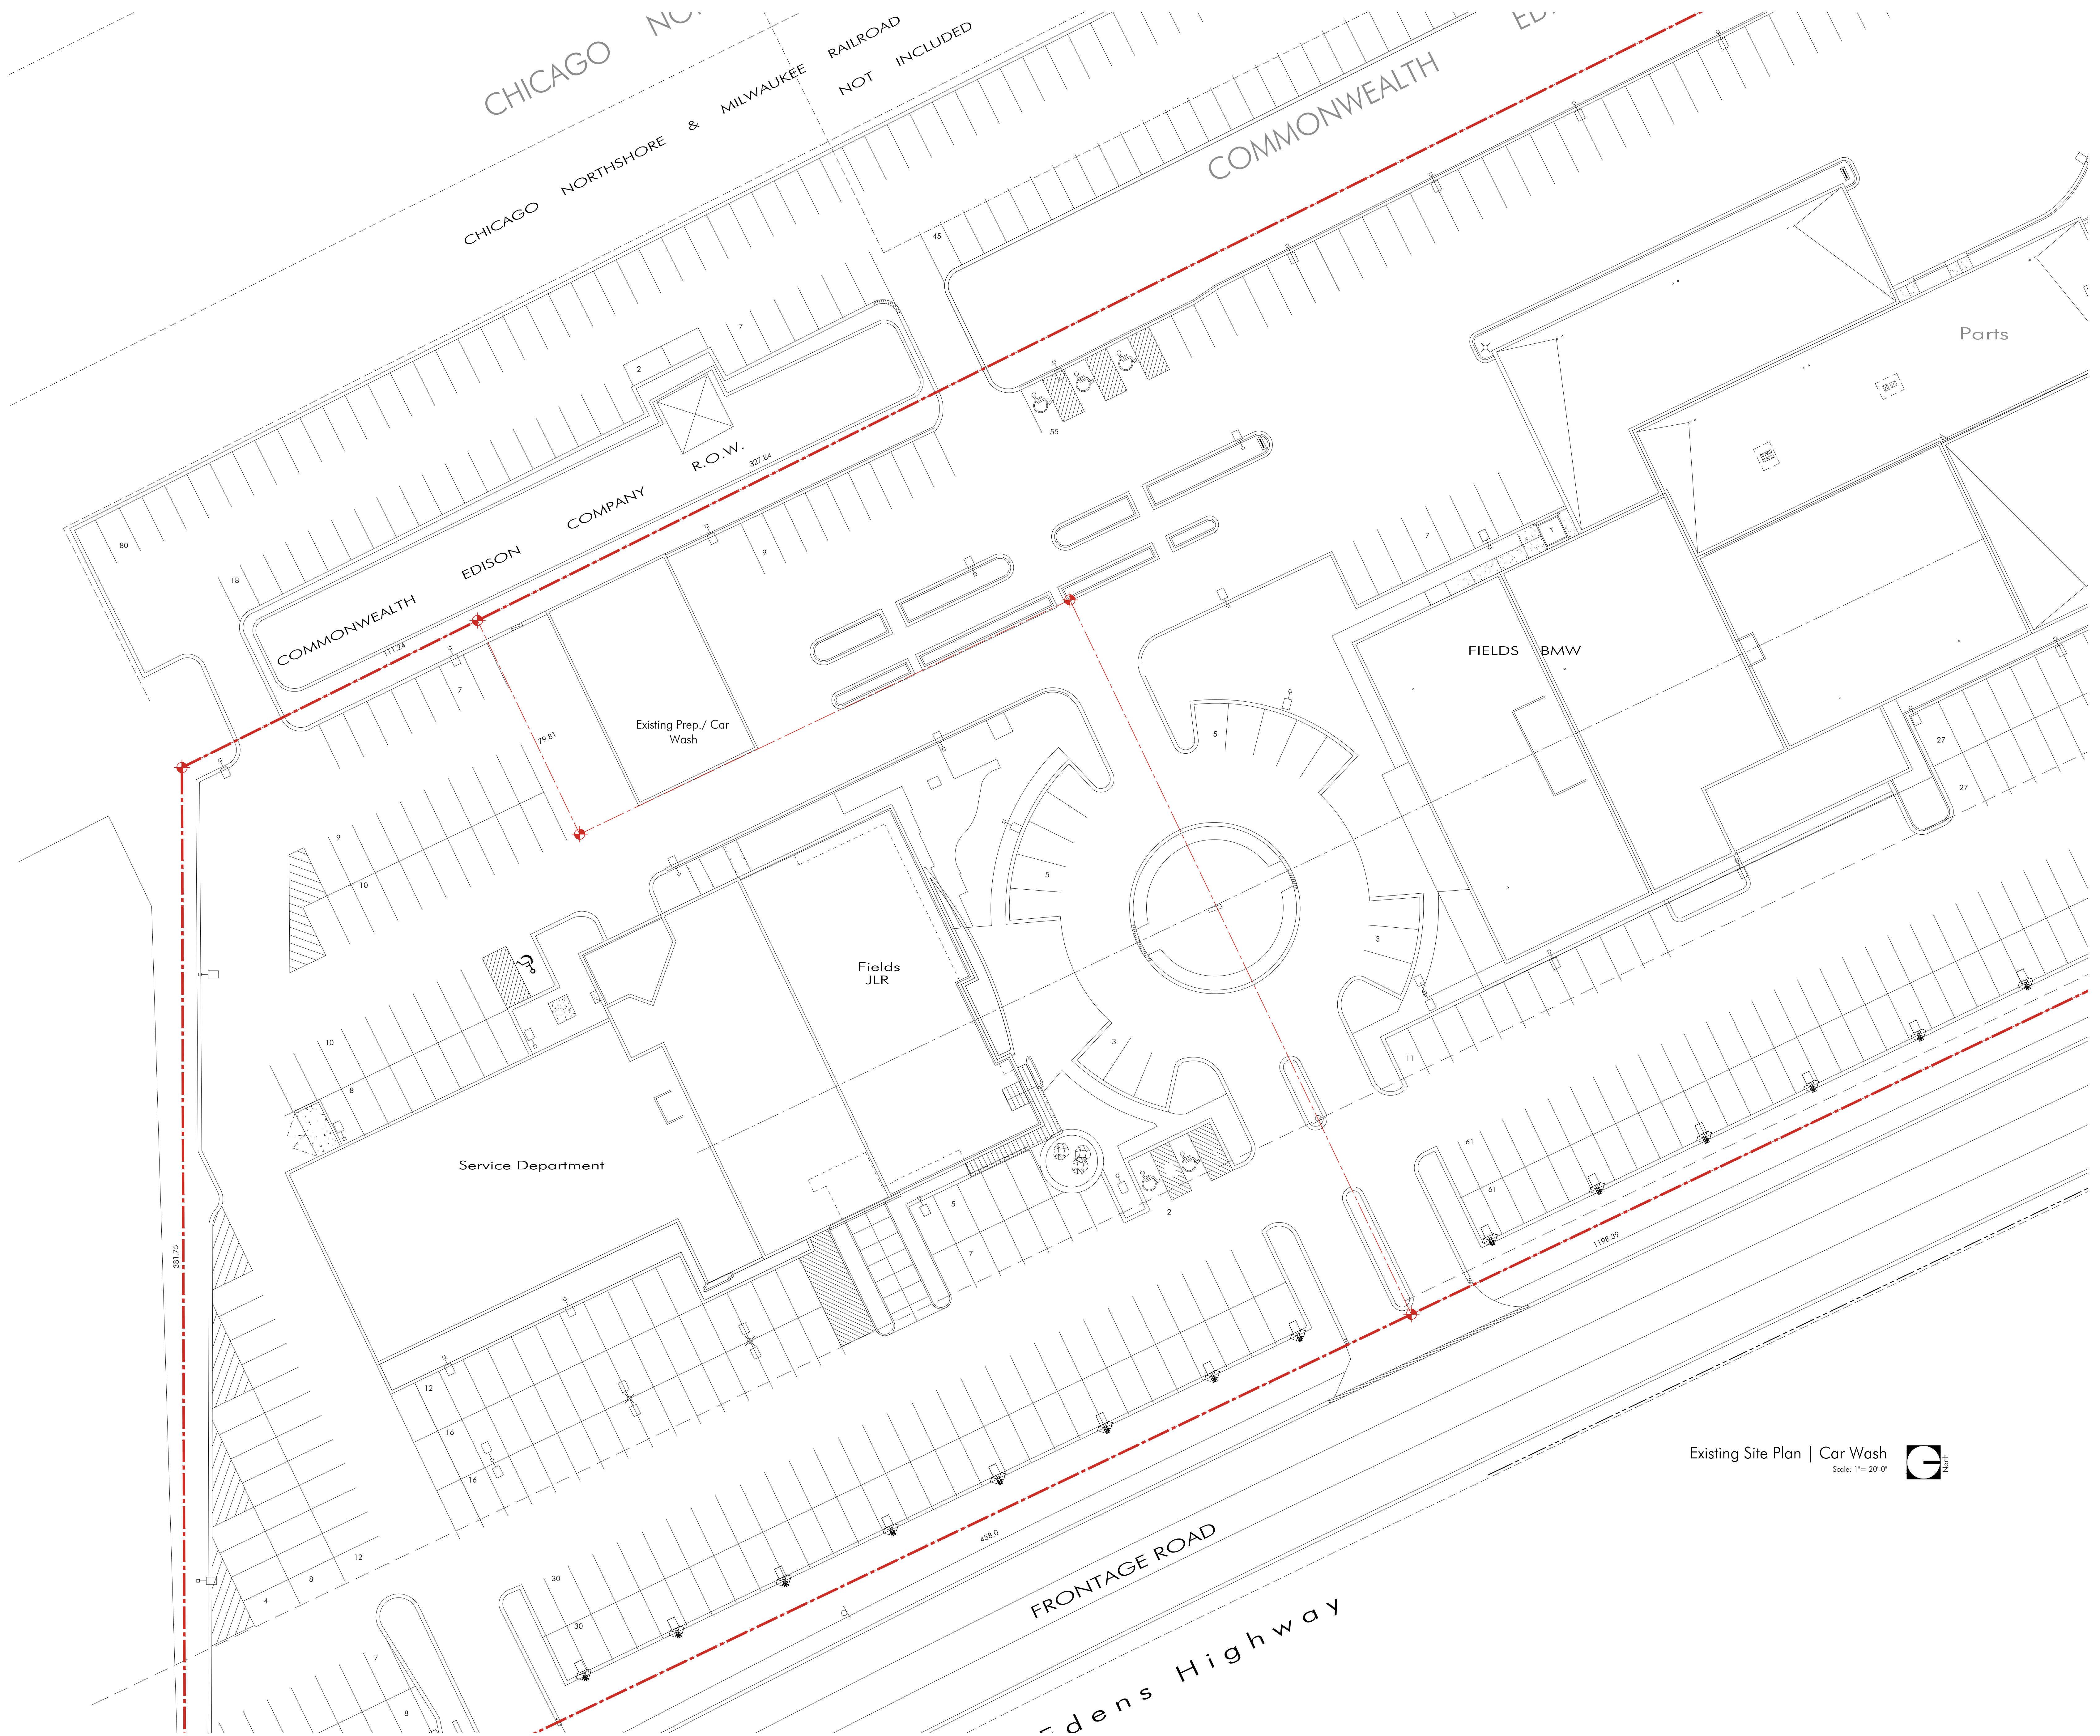 CHICAGO
CHICAGO NORTHSHORE & MILWAUKEE RAILROAD
NOT INCLUDED
COMMONWEALTH
45
7
2
Parts
55
R.O.W.
327.84
80
18
COMMONWEALTH EDISON COMPANY
9
7
111.24
7
FIELDS BMW
Existing Prep./ Car
Wash
79.81
5
27
27
9
10
5
3
Fields
JLR
10
8
3
11
T
Service Department
61
61
5
2
7
381.75
1198.39
12
16
16
Existing Site Plan | Car Wash
Scale: 1"= 20'-0"
North
458.0
12
8
4
30
30
FRONTAGE ROAD
7
8
Edens Highway